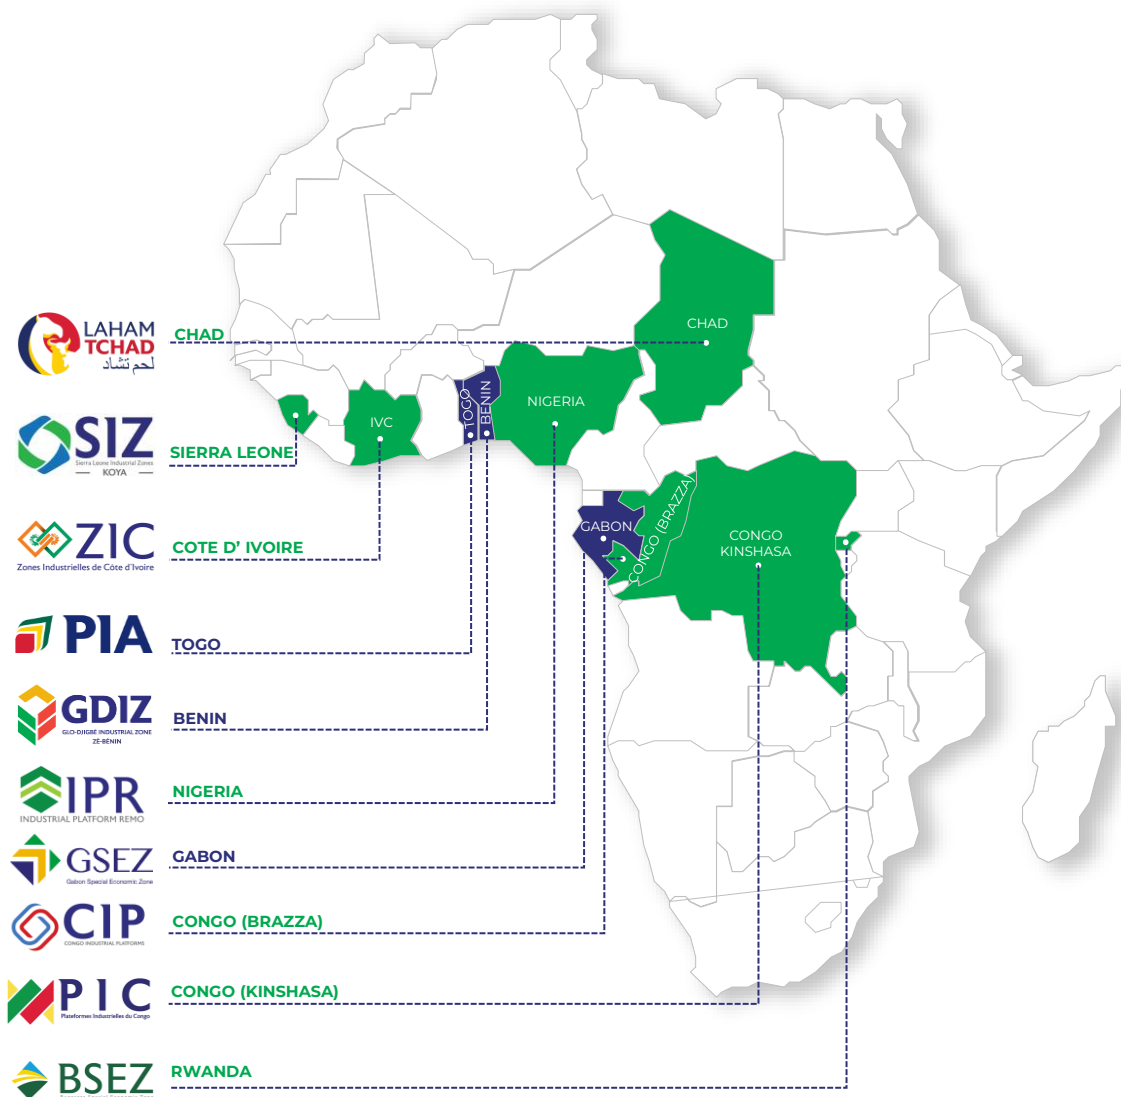 LAHAM
TCHAD
لحم تشاد
CHAD
SIZ
Sierra Leone Industrial Zones
KOYA
SIERRA LEONE
ZIC
Zones Industrielles de Côte d'Ivoire
COTE D' IVOIRE
PIA
TOGO
GDIZ
GLO-DJIGBÉ INDUSTRIAL ZONE
ZÈ-BÉNIN
BENIN
IPR
INDUSTRIAL PLATFORM REMO
NIGERIA
GSEZ
Gabon Special Economic Zone
GABON
CIP
CONGO INDUSTRIAL PLATFORMS
CONGO (BRAZZA)
PIC
Plateformes Industrielles du Congo
CONGO (KINSHASA)
BSEZ
RWANDA
CHAD
IVC
TOGO
BENIN
NIGERIA
GABON
CONGO (BRAZZA)
CONGO
KINSHASA